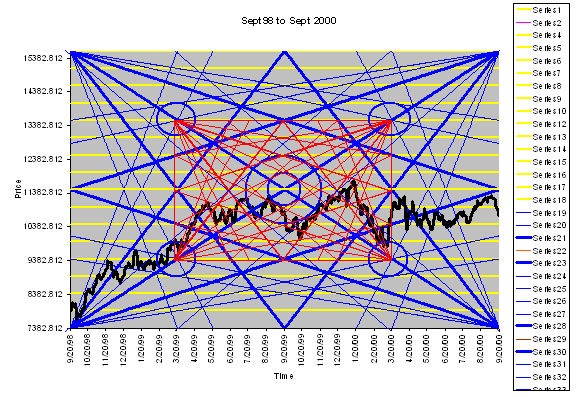 Sept98 to Sept 2000
15382.812
14382.812
13382.812
12382.812
11382.812
10382.812
9382.812
8382.812
7382.812
Price
9.20.98
10.20.98
11.20.98
12.20.98
1.20.99
2.20.99
3.20.99
4.20.99
5.20.99
6.20.99
7.20.99
8.20.99
9.20.99
10.20.99
11.20.99
12.20.99
1.20.00
2.20.00
3.20.00
4.20.00
5.20.00
6.20.00
7.20.00
8.20.00
9.20.00
Time
Series1
Series2
Series4
Series5
Series6
Series7
Series8
Series9
Series10
Series12
Series13
Series14
Series15
Series16
Series17
Series18
Series19
Series20
Series21
Series22
Series23
Series24
Series25
Series26
Series27
Series28
Series29
Series30
Series31
Series32